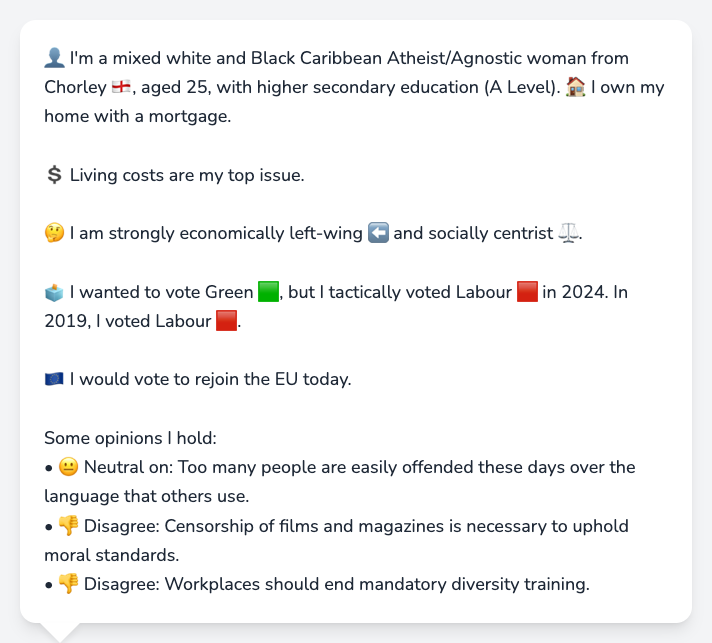 👤 I'm a mixed white and Black Caribbean Atheist/Agnostic woman from
Chorley 🏴󠁧󠁢󠁥󠁮󠁧󠁿, aged 25, with higher secondary education (A Level). 🏠 I own my
home with a mortgage.
💲 Living costs are my top issue.
🤔 I am strongly economically left-wing ⬅️ and socially centrist ⚖️.
🗳️ I wanted to vote Green 🟩, but I tactically voted Labour 🟥 in 2024. In
2019, I voted Labour 🟥.
🇪🇺 I would vote to rejoin the EU today.
Some opinions I hold:
• 😐 Neutral on: Too many people are easily offended these days over the
language that others use.
• 👎 Disagree: Censorship of films and magazines is necessary to uphold
moral standards.
• 👎 Disagree: Workplaces should end mandatory diversity training.